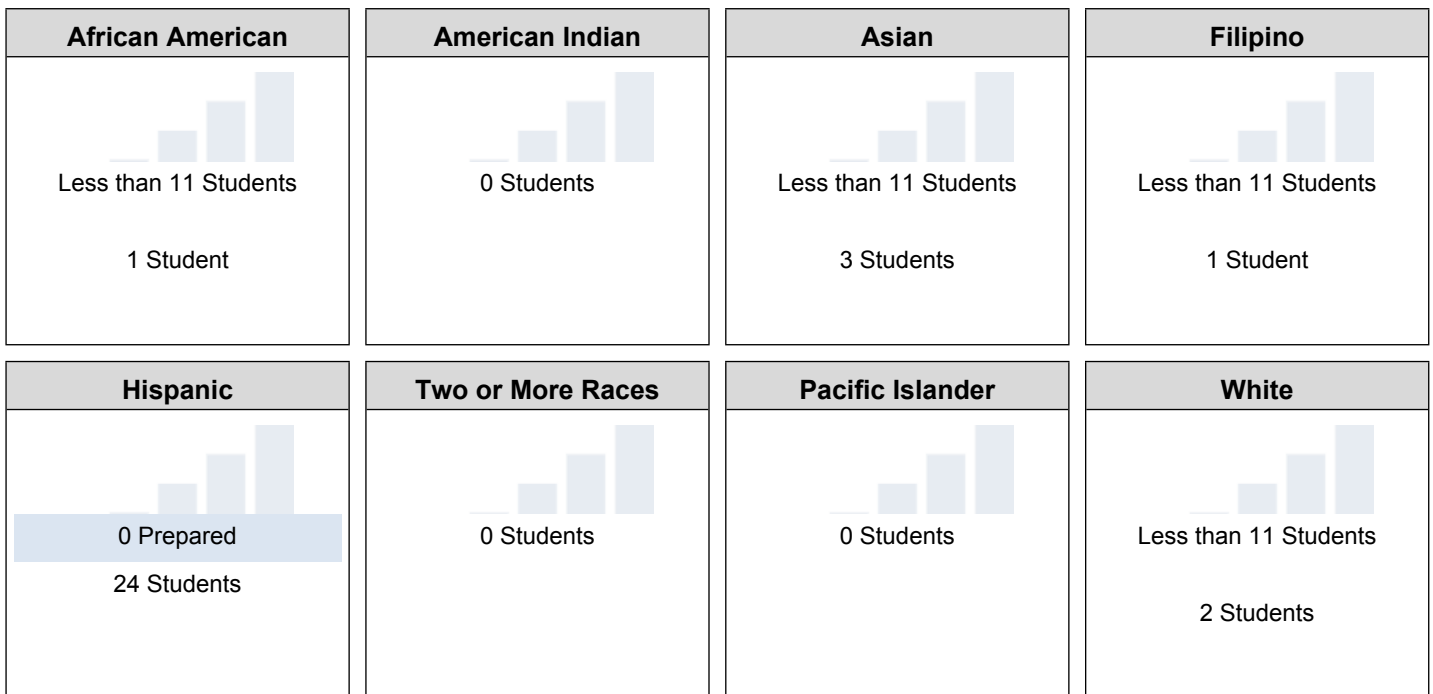 African American
Less than 11 Students
1 Student
American Indian
0 Students
Asian
Less than 11 Students
3 Students
Filipino
Less than 11 Students
1 Student
Hispanic
0 Prepared
24 Students
Two or More Races
0 Students
Pacific Islander
0 Students
White
Less than 11 Students
2 Students